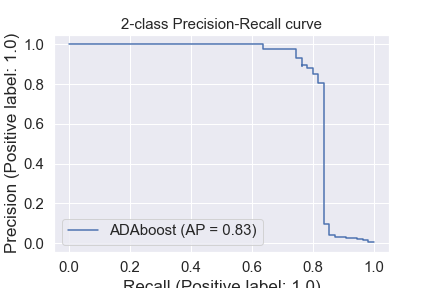 2-class Precision-Recall curve
Precision (Positive label: 1.0)
1.0
0.8
0.6
0.4
0.2
0.0
ADAboost (AP = 0.83)
0.0 0.2 0.4 0.6 0.8 1.0
Recall (Positive label: 1.0)